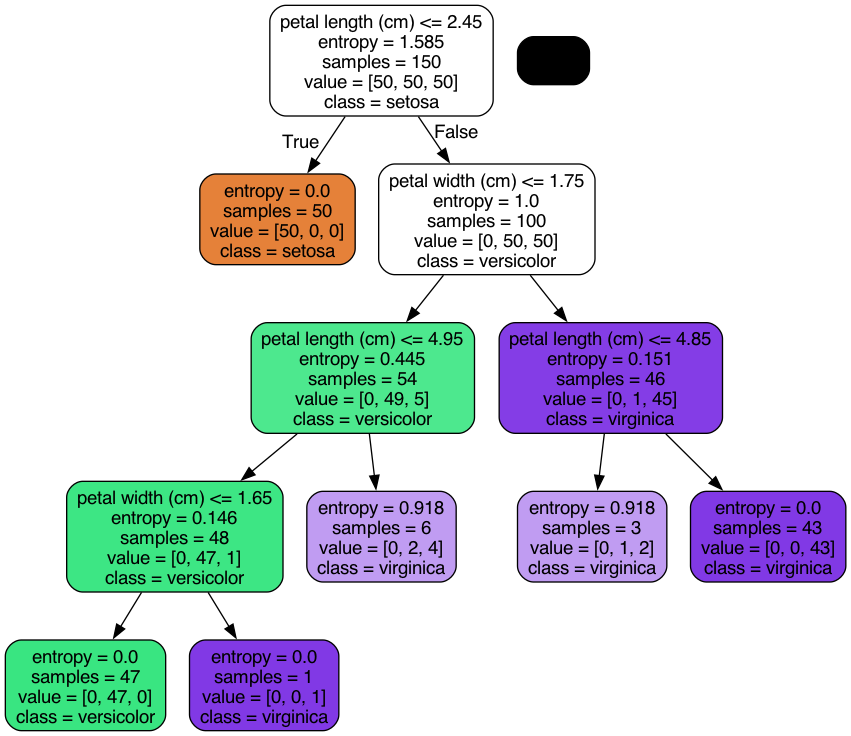 petal length (cm) <= 2.45
entropy = 1.585
samples = 150
value = [50, 50, 50]
class = setosa
True
False
entropy = 0.0
samples = 50
value = [50, 0, 0]
class = setosa
petal width (cm) <= 1.75
entropy = 1.0
samples = 100
value = [0, 50, 50]
class = versicolor
petal length (cm) <= 4.95
entropy = 0.445
samples = 54
value = [0, 49, 5]
class = versicolor
petal length (cm) <= 4.85
entropy = 0.151
samples = 46
value = [0, 1, 45]
class = virginica
petal width (cm) <= 1.65
entropy = 0.146
samples = 48
value = [0, 47, 1]
class = versicolor
entropy = 0.918
samples = 6
value = [0, 2, 4]
class = virginica
entropy = 0.918
samples = 3
value = [0, 1, 2]
class = virginica
entropy = 0.0
samples = 43
value = [0, 0, 43]
class = virginica
entropy = 0.0
samples = 47
value = [0, 47, 0]
class = versicolor
entropy = 0.0
samples = 1
value = [0, 0, 1]
class = virginica